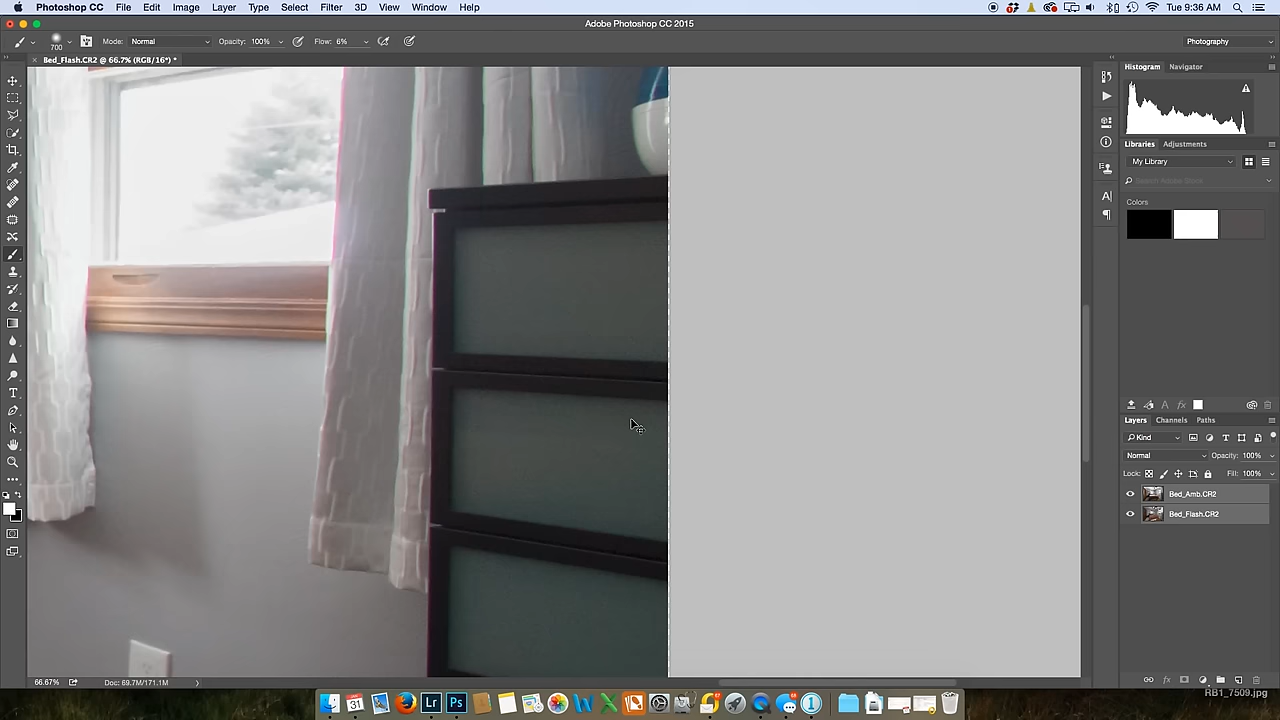 Photoshop CC File Edit Image Layer Type Select Filter 3D View Window Help Tue 9:36 AM
Adobe Photoshop CC 2015
700 Mode: Normal Opacity: 100% Flow: 6% Photography
Bed_Flash.CR2 @ 66.7% (RGB/16*) *
Histogram Navigator
Libraries Adjustments
My Library
Search Adobe Stock
Colors
Layers Channels Paths
Kind
Normal Opacity: 100%
Lock: Fill: 100%
Bed_Amb.CR2
Bed_Flash.CR2
66.67% Doc: 69.7M/171.1M
RB1_7509.jpg